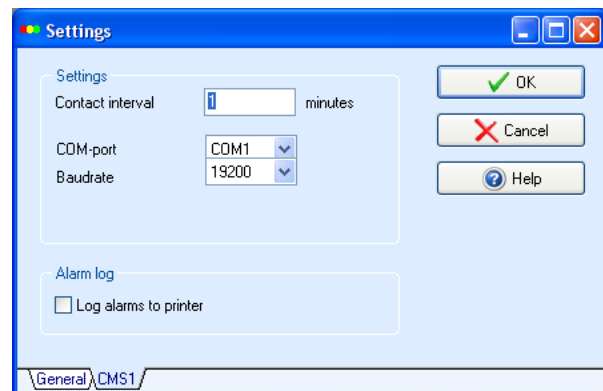 Settings
Settings
Contact interval 1 minutes
COM-port COM1
Baudrate 19200
Alarm log
Log alarms to printer
OK
Cancel
Help
General CMS1